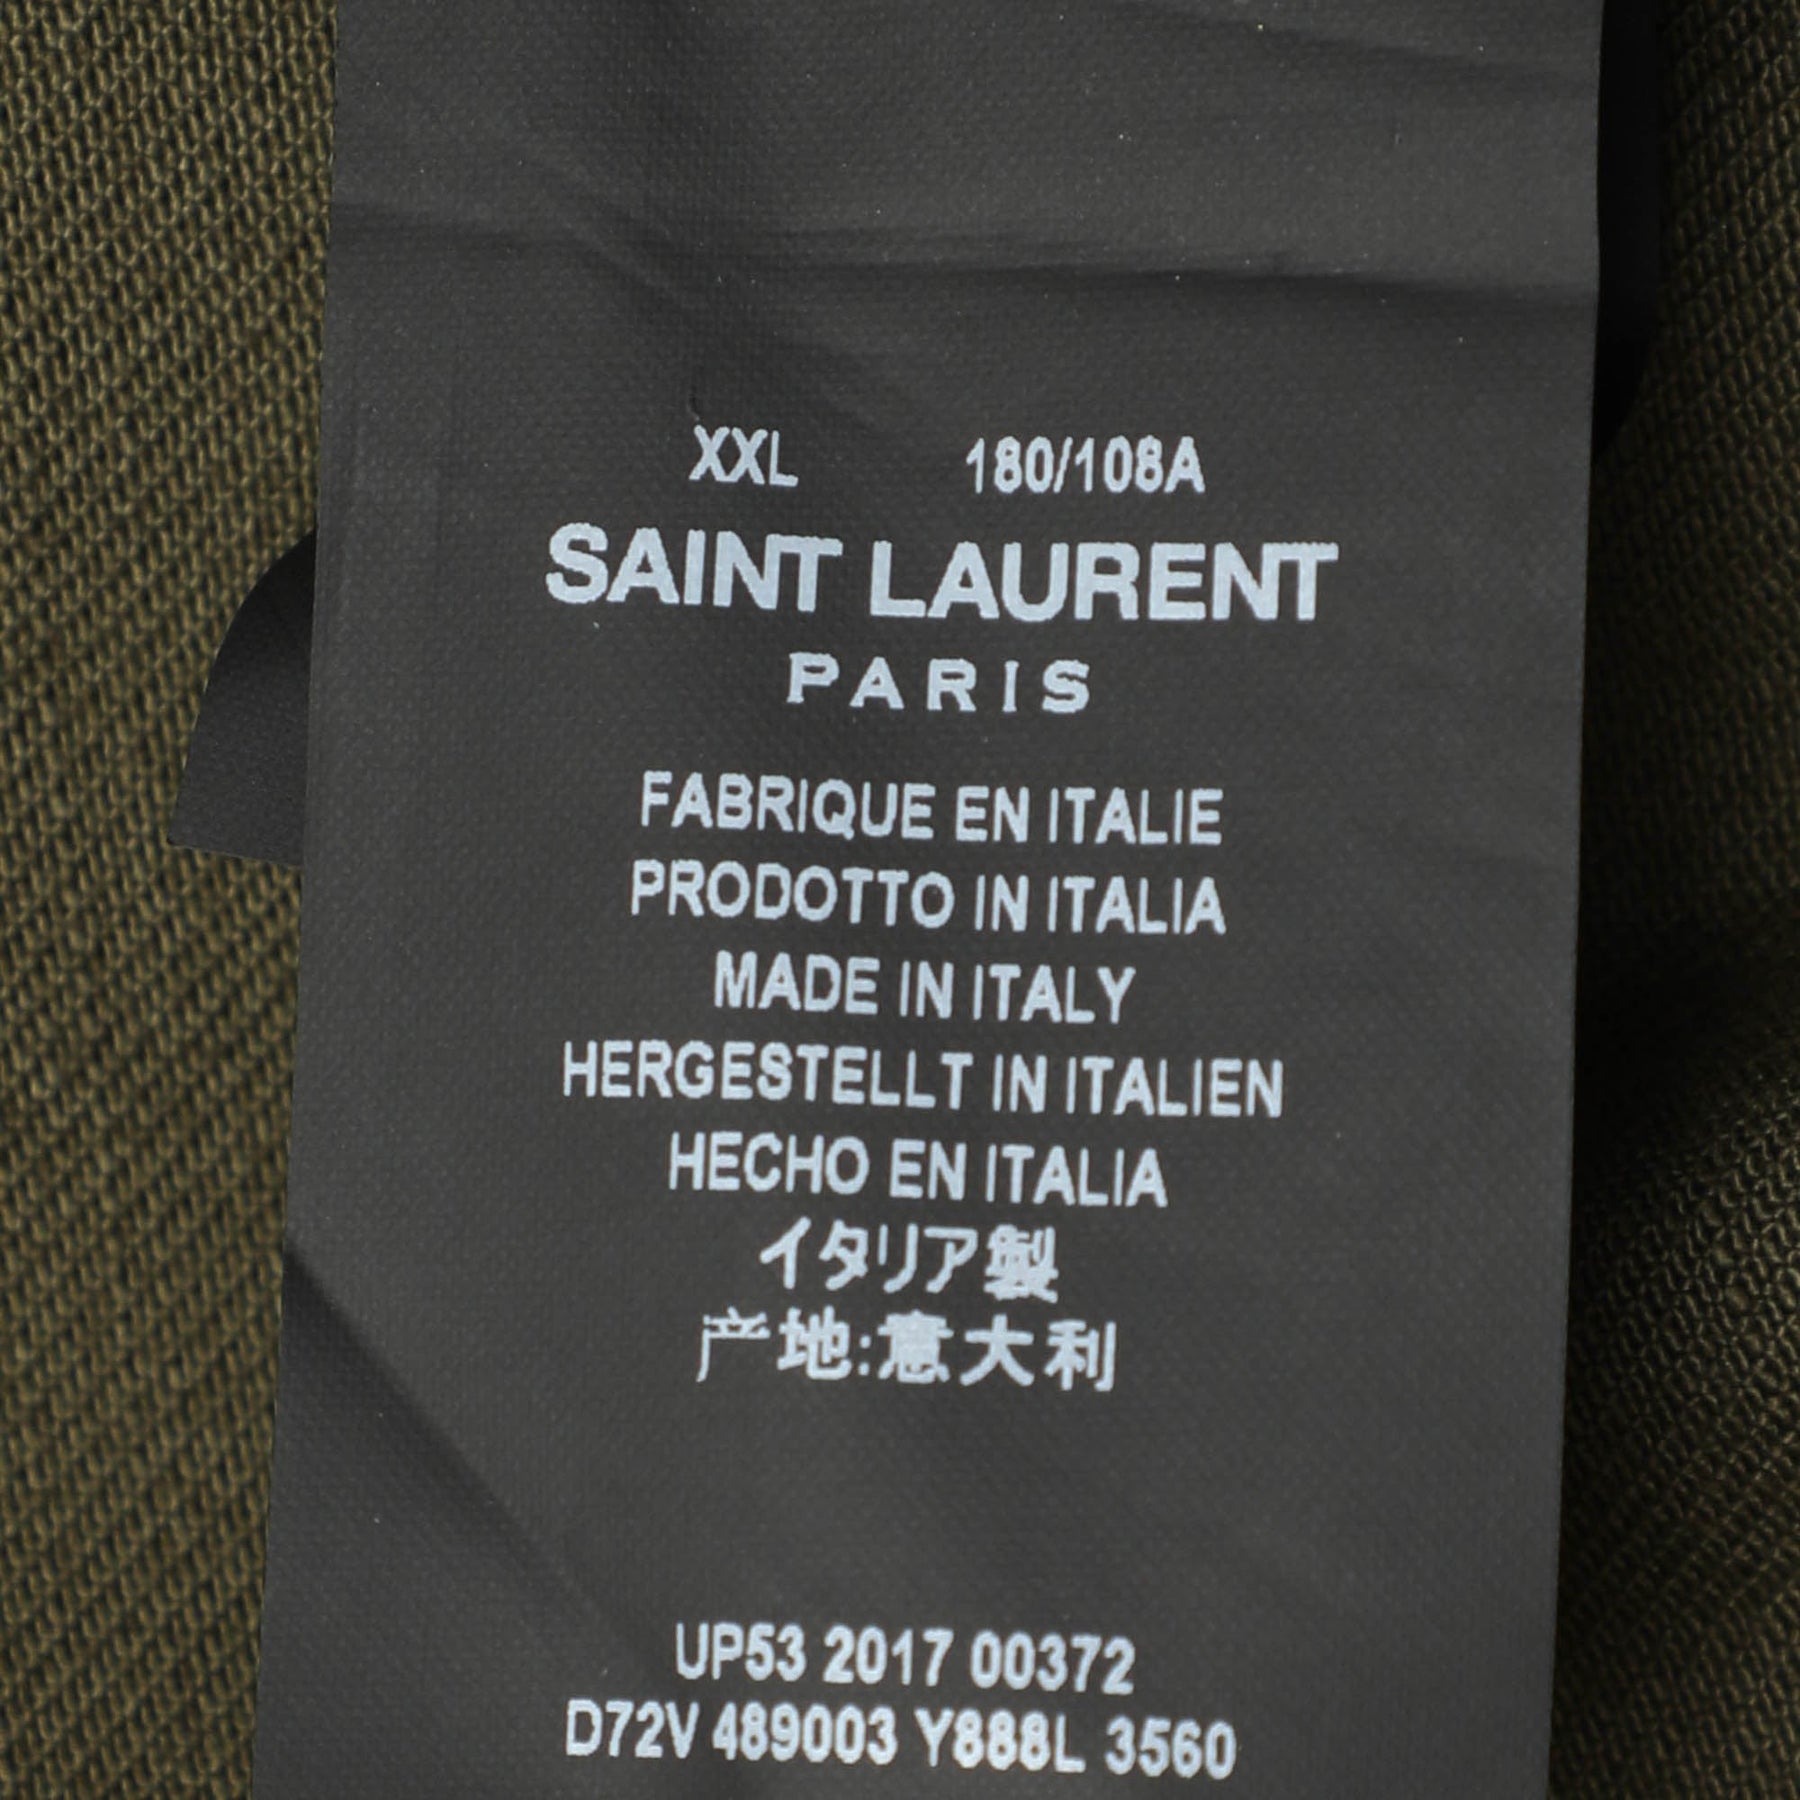 XXL 180/108A
SAINT LAURENT
PARIS
FABRIQUE EN ITALIE
PRODOTTO IN ITALIA
MADE IN ITALY
HERGESTELLT IN ITALIEN
HECHO EN ITALIA
イタリア製
产地:意大利
UP53 2017 00372
D72V 489003 Y888L 3560